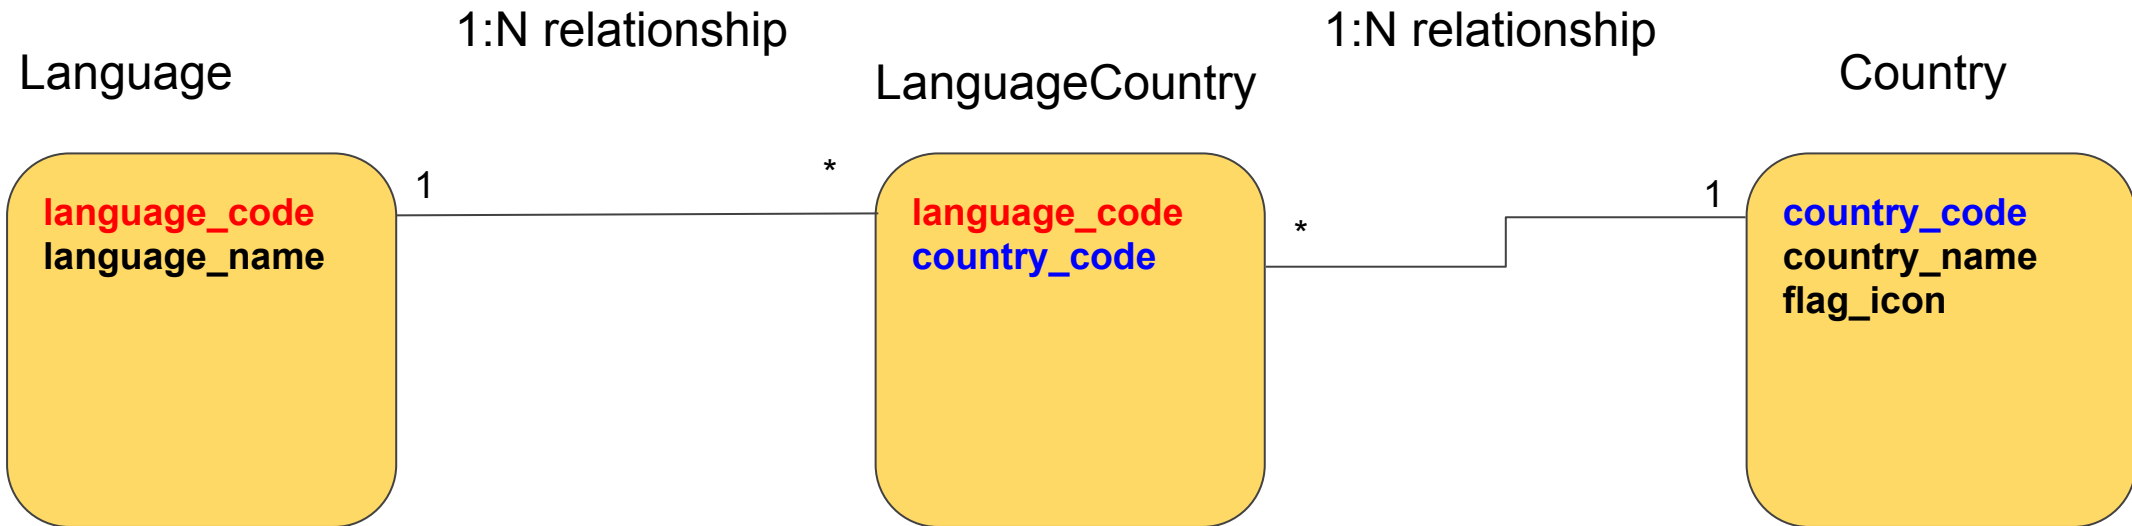 1:N relationship
1:N relationship
Language
LanguageCountry
Country
1
*
*
1
language_code
language_name
language_code
country_code
country_code
country_name
flag_icon